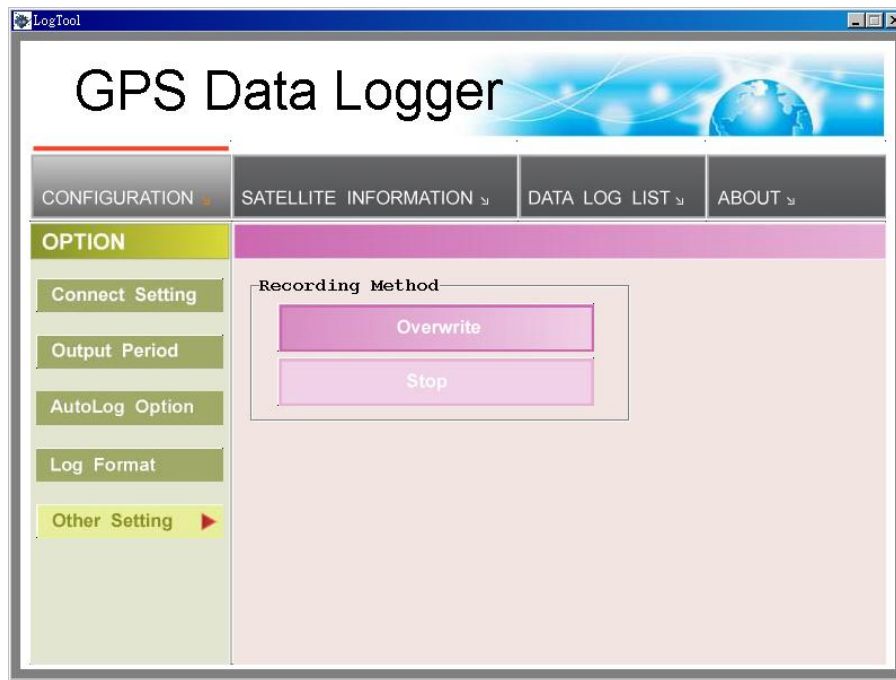 LogTool
GPS Data Logger
CONFIGURATION
SATELLITE INFORMATION
DATA LOG LIST
ABOUT
OPTION
Connect Setting
Output Period
AutoLog Option
Log Format
Other Setting
Recording Method
Overwrite
Stop